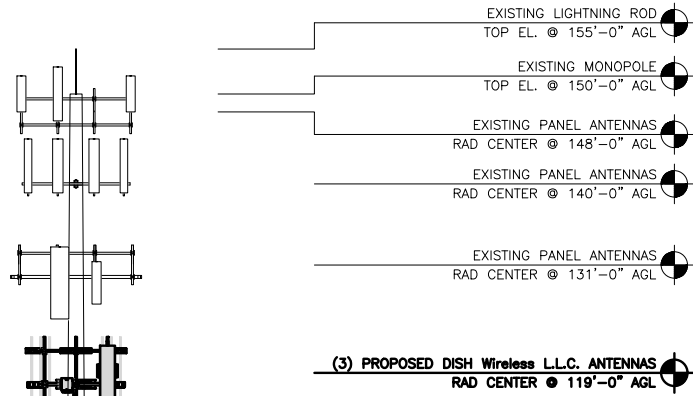 EXISTING LIGHTNING ROD
TOP EL. @ 155'-0" AGL
EXISTING MONOPOLE
TOP EL. @ 150'-0" AGL
EXISTING PANEL ANTENNAS
RAD CENTER @ 148'-0" AGL
EXISTING PANEL ANTENNAS
RAD CENTER @ 140'-0" AGL
EXISTING PANEL ANTENNAS
RAD CENTER @ 131'-0" AGL
(3) PROPOSED DISH Wireless L.L.C. ANTENNAS
RAD CENTER @ 119'-0" AGL